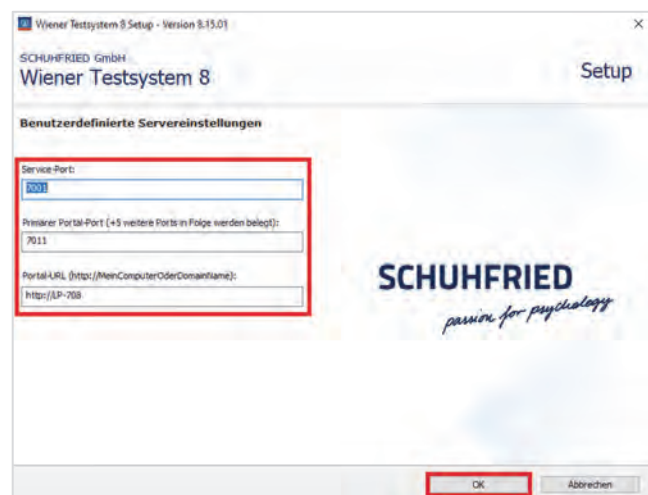 Wiener Testsystem 8 Setup - Version 8.15.01
SCHUHFRIED GmbH
Wiener Testsystem 8
Setup
Benutzerdefinierte Servereinstellungen
Service-Port:
7001
Primärer Portal-Port (+5 weitere Ports in Folge werden belegt):
7011
Portal-URL (http://MeinComputerOderDomainName):
http://LP-708
SCHUHFRIED
passion for psychology
OK
Abbrechen